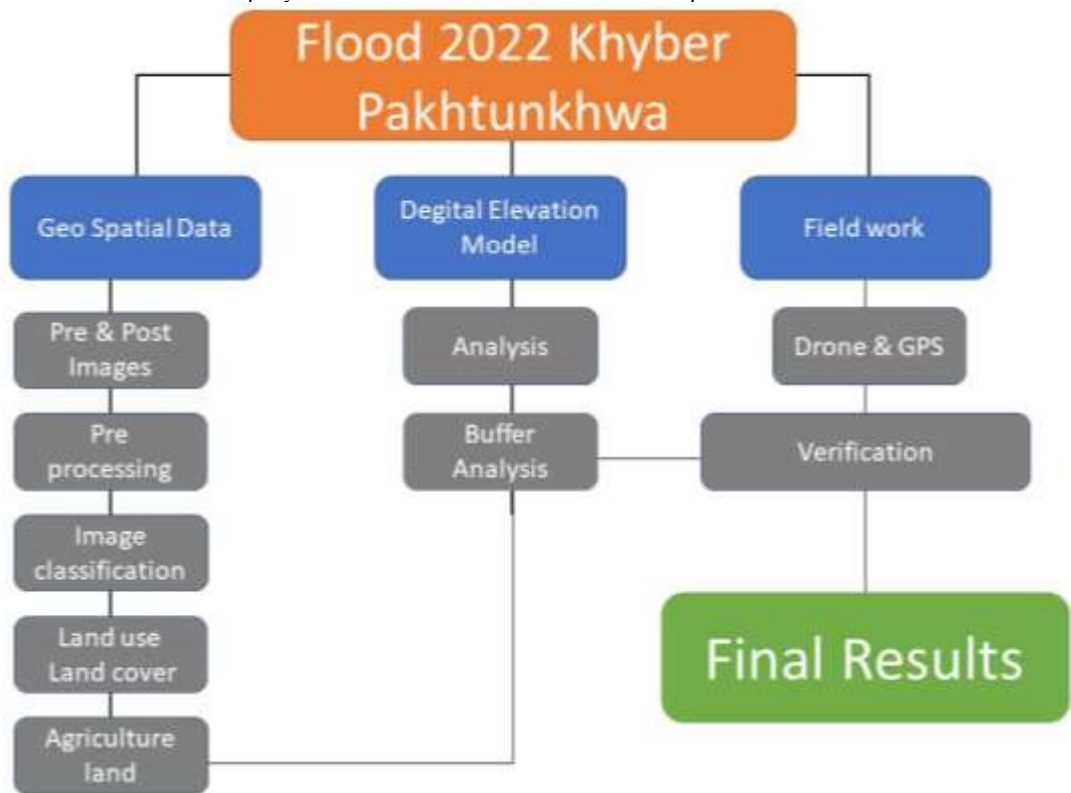 Flood 2022 Khyber
Pakhtunkhwa
Geo Spatial Data
Degital Elevation
Model
Field work
Pre & Post
Images
Analysis
Drone & GPS
Pre
processing
Buffer
Analysis
Verification
Image
classification
Land use
Land cover
Final Results
Agriculture
land